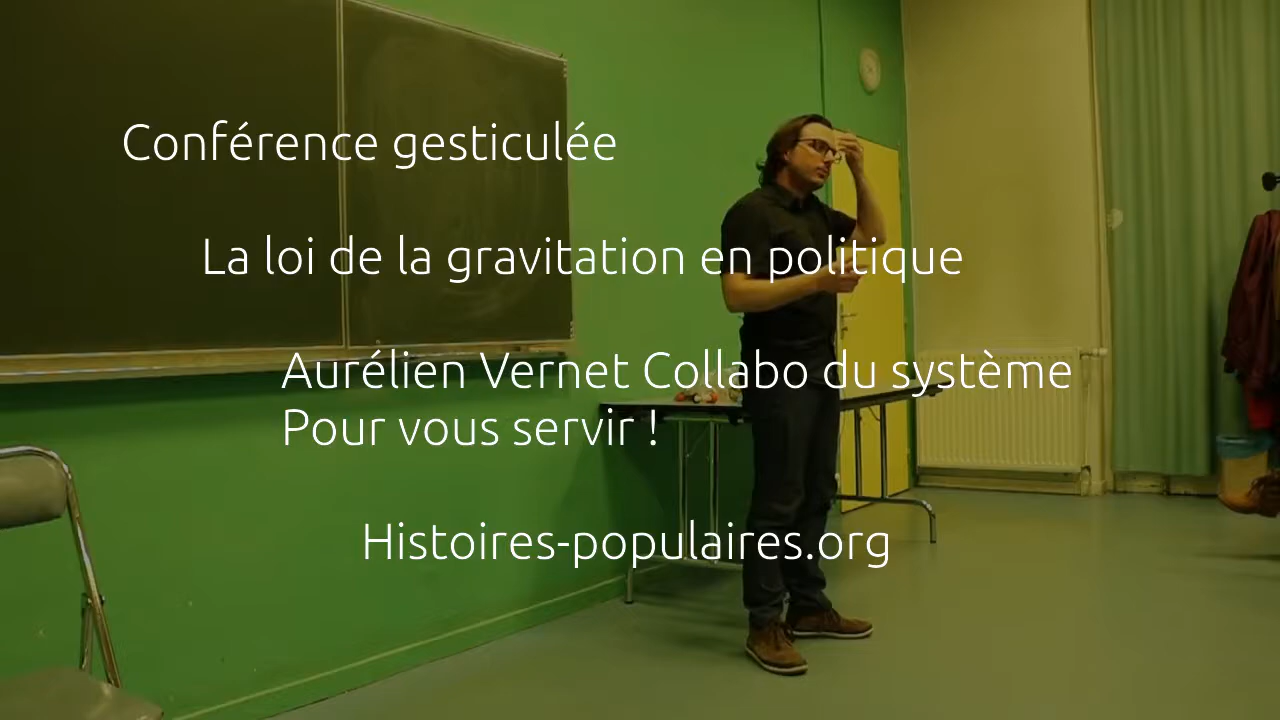 Conférence gesticulée
La loi de la gravitation en politique
Aurélien Vernet Collabo du système
Pour vous servir !
Histoires-populaires.org